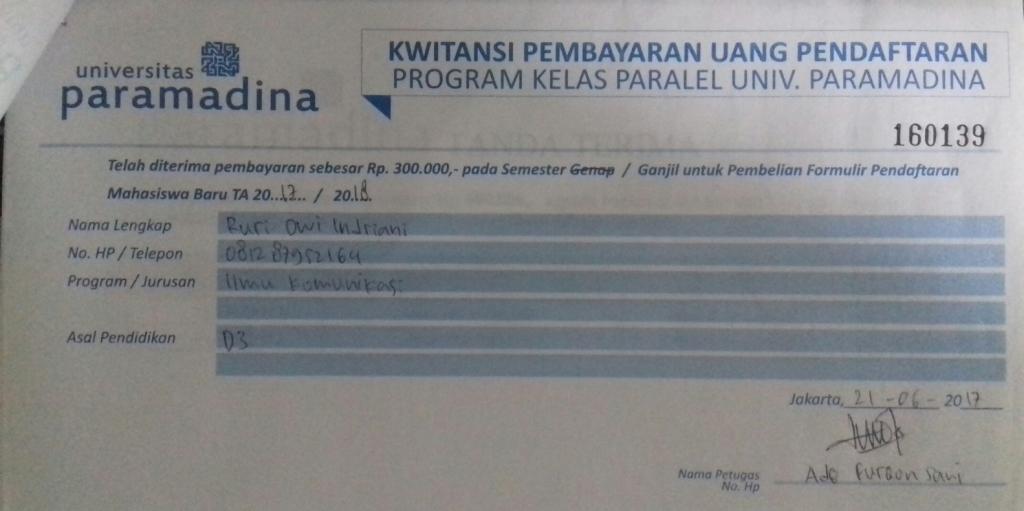 universitas
paramadina
KWITANSI PEMBAYARAN UANG PENDAFTARAN
PROGRAM KELAS PARALEL UNIV. PARAMADINA
160139
Telah diterima pembayaran sebesar Rp. 300.000,- pada Semester Genap / Ganjil untuk Pembelian Formulir Pendaftaran
Mahasiswa Baru TA 20..17.. / 2018.
Nama Lengkap Ruri Dwi Indriani
No. HP / Telepon 081287952164
Program / Jurusan Ilmu Komunikasi
Asal Pendidikan D3
Jakarta, 21 - 06 - 2017
Nama Petugas Ade Furqon Sani
No. Hp